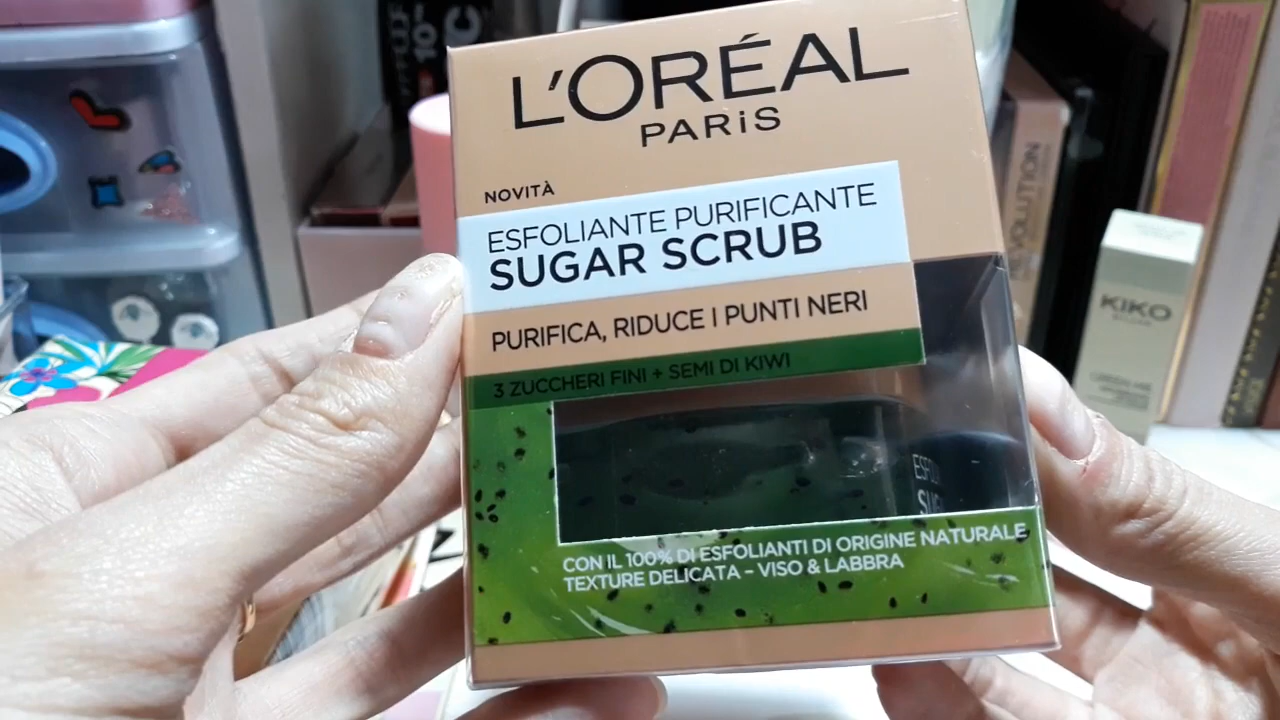 L'ORÉAL
PARiS
NOVITÀ
ESFOLIANTE PURIFICANTE
SUGAR SCRUB
PURIFICA, RIDUCE I PUNTI NERI
3 ZUCCHERI FINI + SEMI DI KIWI
CON IL 100% DI ESFOLIANTI DI ORIGINE NATURALE
TEXTURE DELICATA - VISO & LABBRA
KIKO